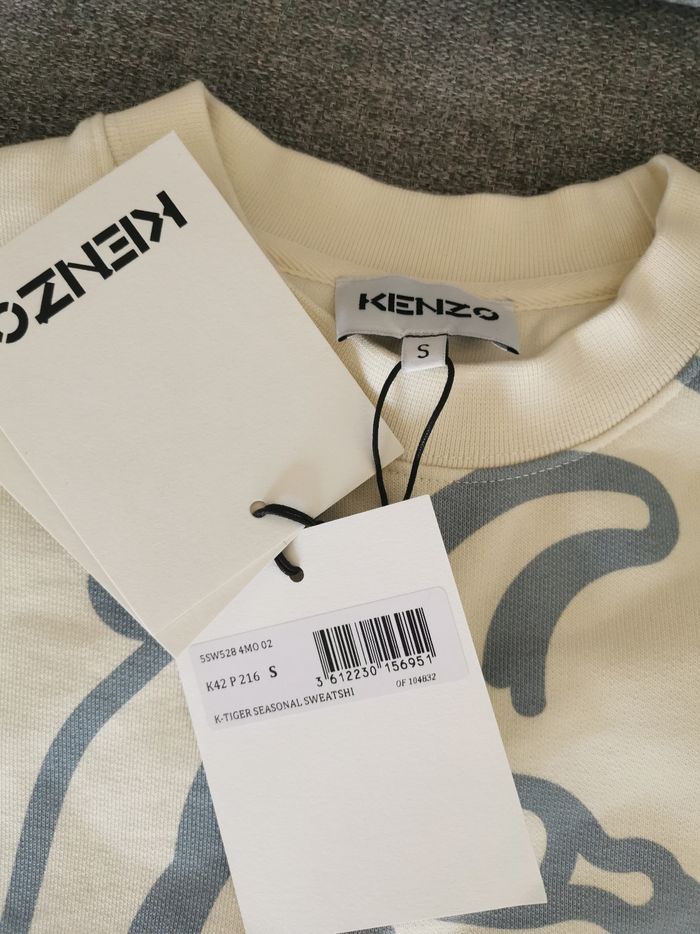 KENZO
KENZO
S
5SW528 4MO 02
K42 P 216 S
3 612230 156951
K-TIGER SEASONAL SWEATSHI
OF 104832